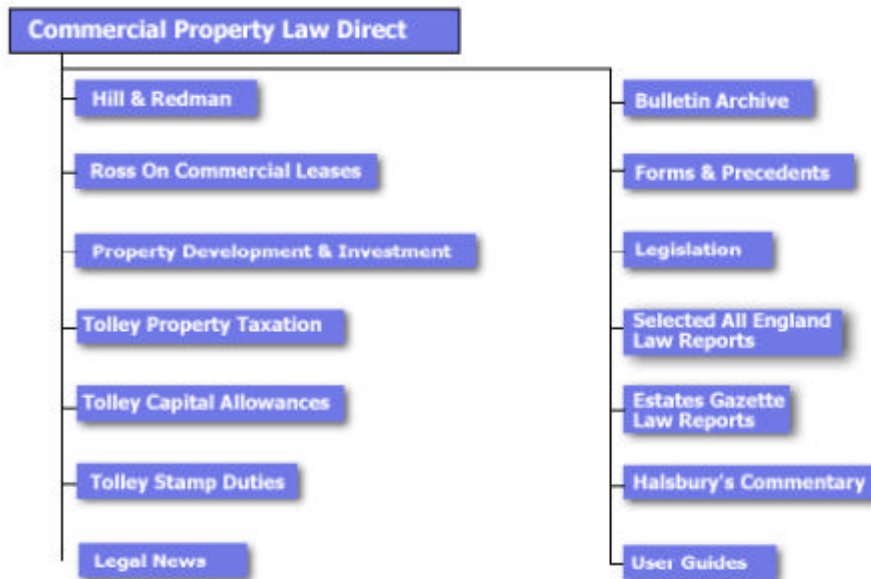 Commercial Property Law Direct
Hill & Redman
Ross On Commercial Leases
Property Development & Investment
Tolley Property Taxation
Tolley Capital Allowances
Tolley Stamp Duties
Legal News
Bulletin Archive
Forms & Precedents
Legislation
Selected All England
Law Reports
Estates Gazette
Law Reports
Halsbury's Commentary
User Guides